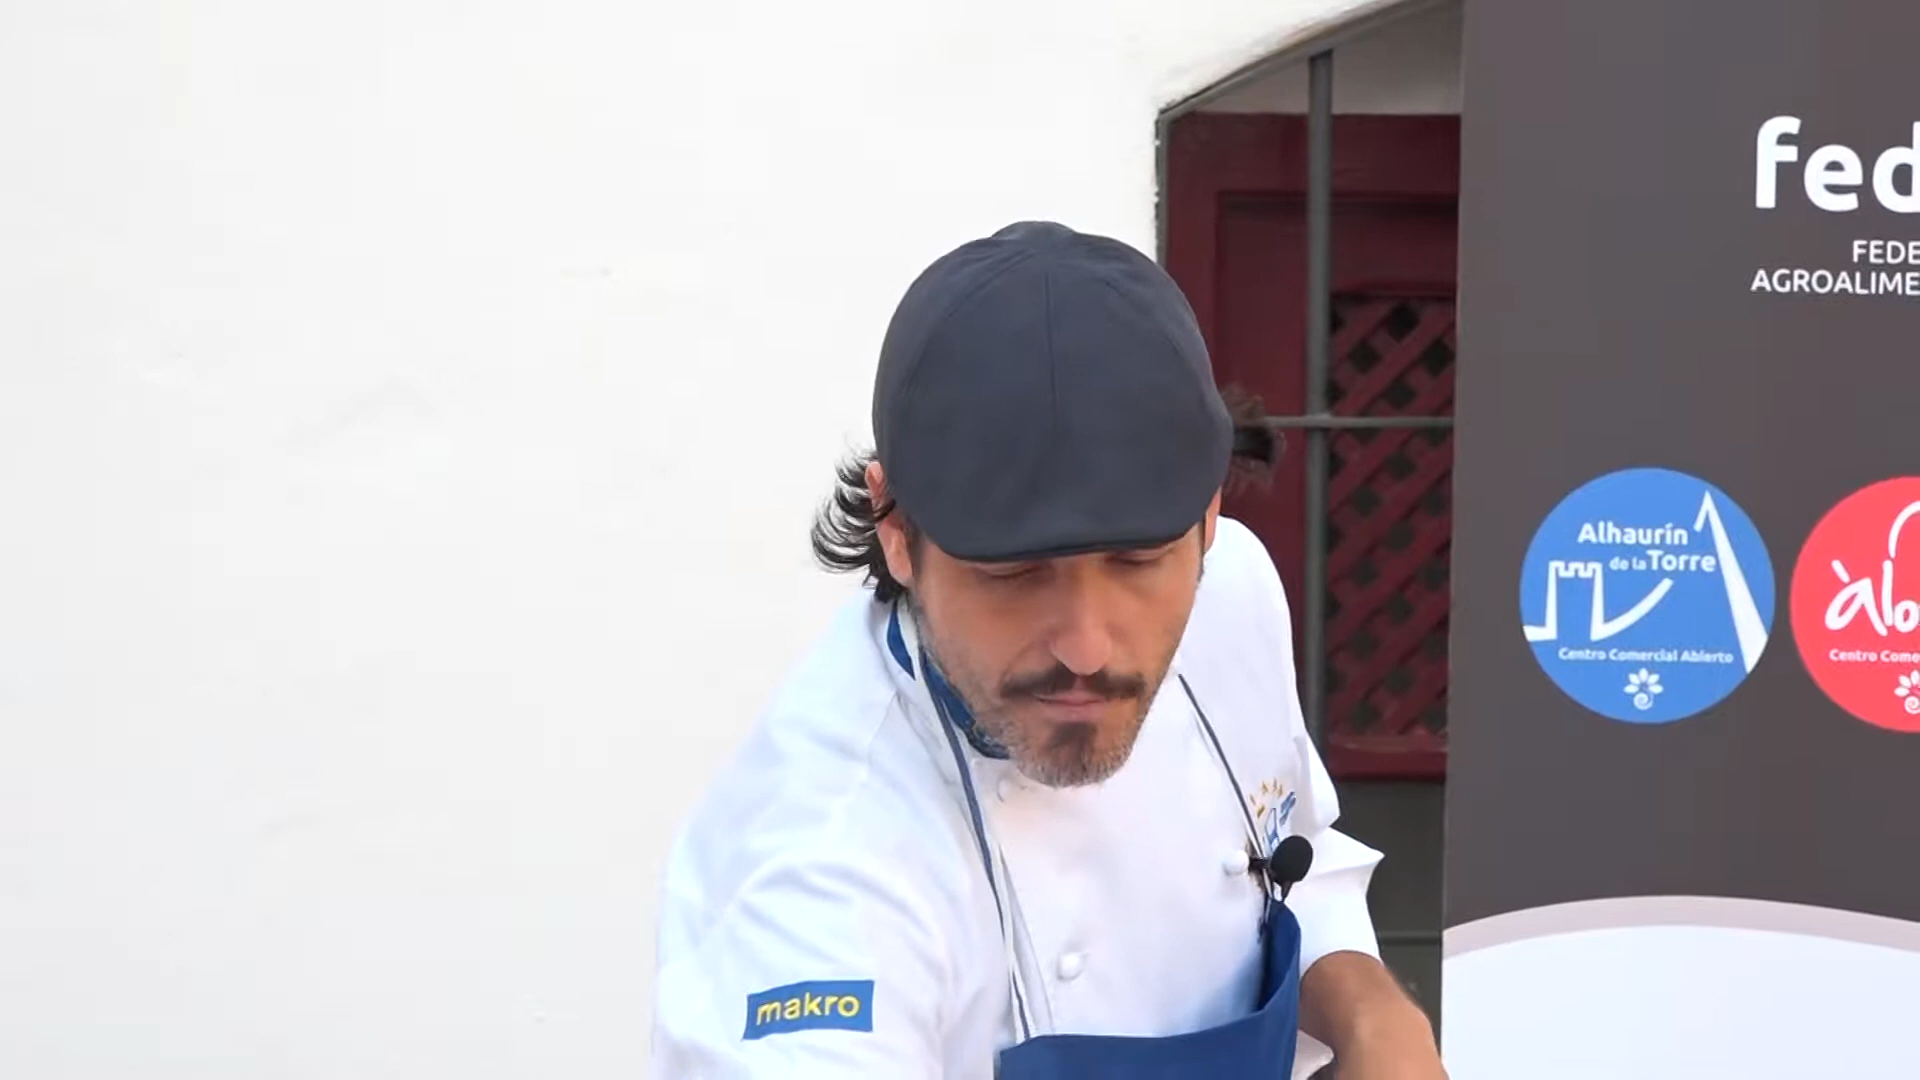 fed
FEDE
AGROALIME
Alhaurín
de la Torre
Centro Comercial Abierto
àlo
Centro Come
makro